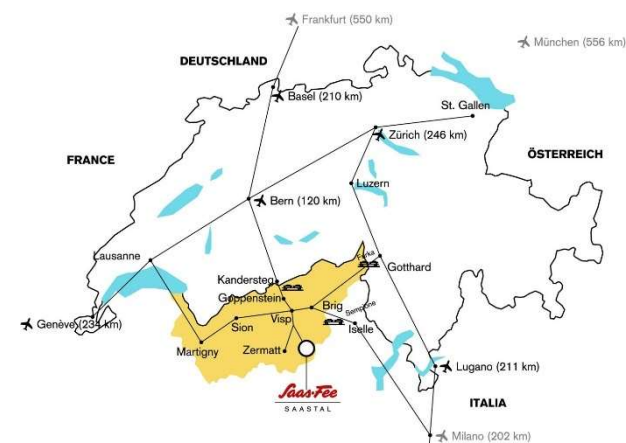 Frankfurt (550 km)
München (556 km)
DEUTSCHLAND
Basel (210 km)
St. Gallen
Zürich (246 km)
FRANCE
ÖSTERREICH
Luzern
Bern (120 km)
Lausanne
Furka
Gotthard
Kandersteg
Goppenstein
Brig
Sempione
Genève (234 km)
Sion
Visp
Iselle
Martigny
Zermatt
Lugano (211 km)
Saas-Fee
SAASTAL
ITALIA
Milano (202 km)